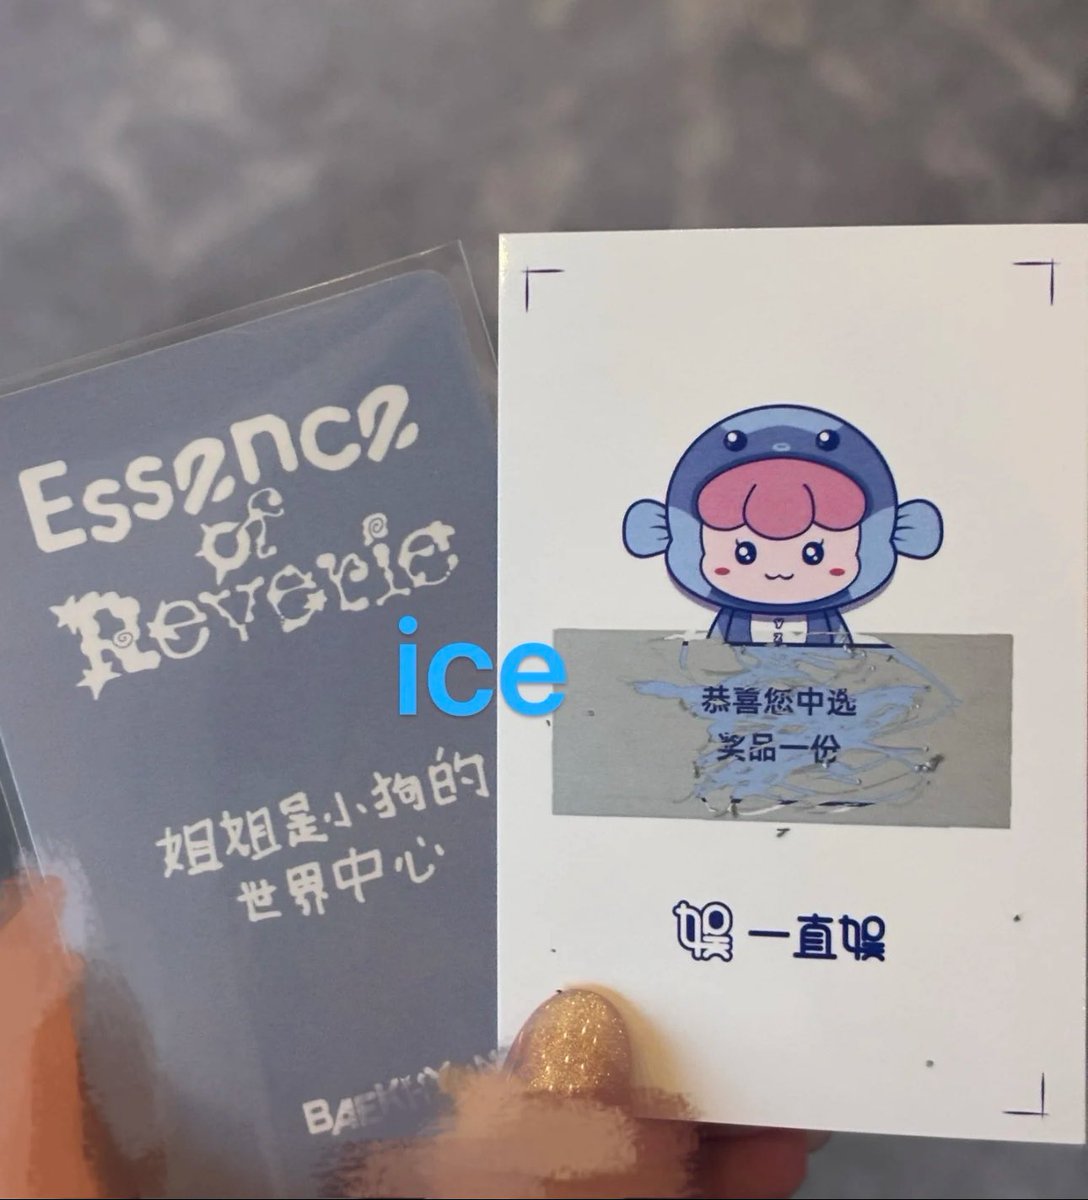 Essence
of
Reverie
姐姐是小狗的
世界中心
ice
恭喜您中选
奖品一份
娱一直娱